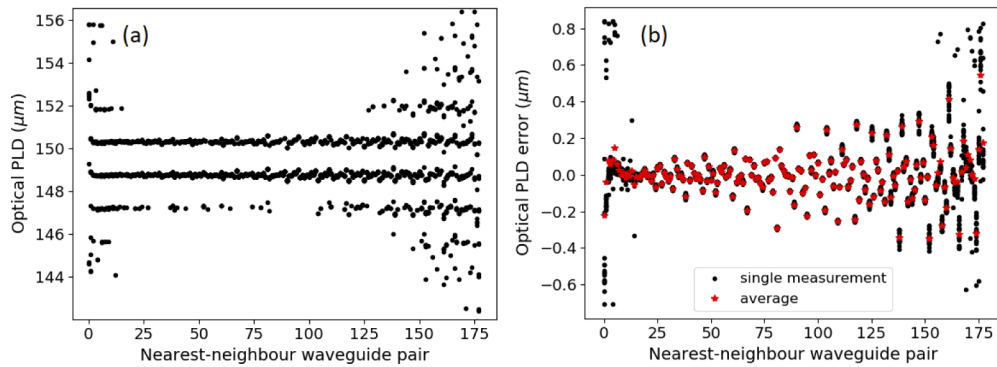 (a)
Optical PLD (μm)
156
154
152
150
148
146
144
0 25 50 75 100 125 150 175
Nearest-neighbour waveguide pair
(b)
Optical PLD error (μm)
0.8
0.6
0.4
0.2
0.0
−0.2
−0.4
−0.6
single measurement
average
0 25 50 75 100 125 150 175
Nearest-neighbour waveguide pair